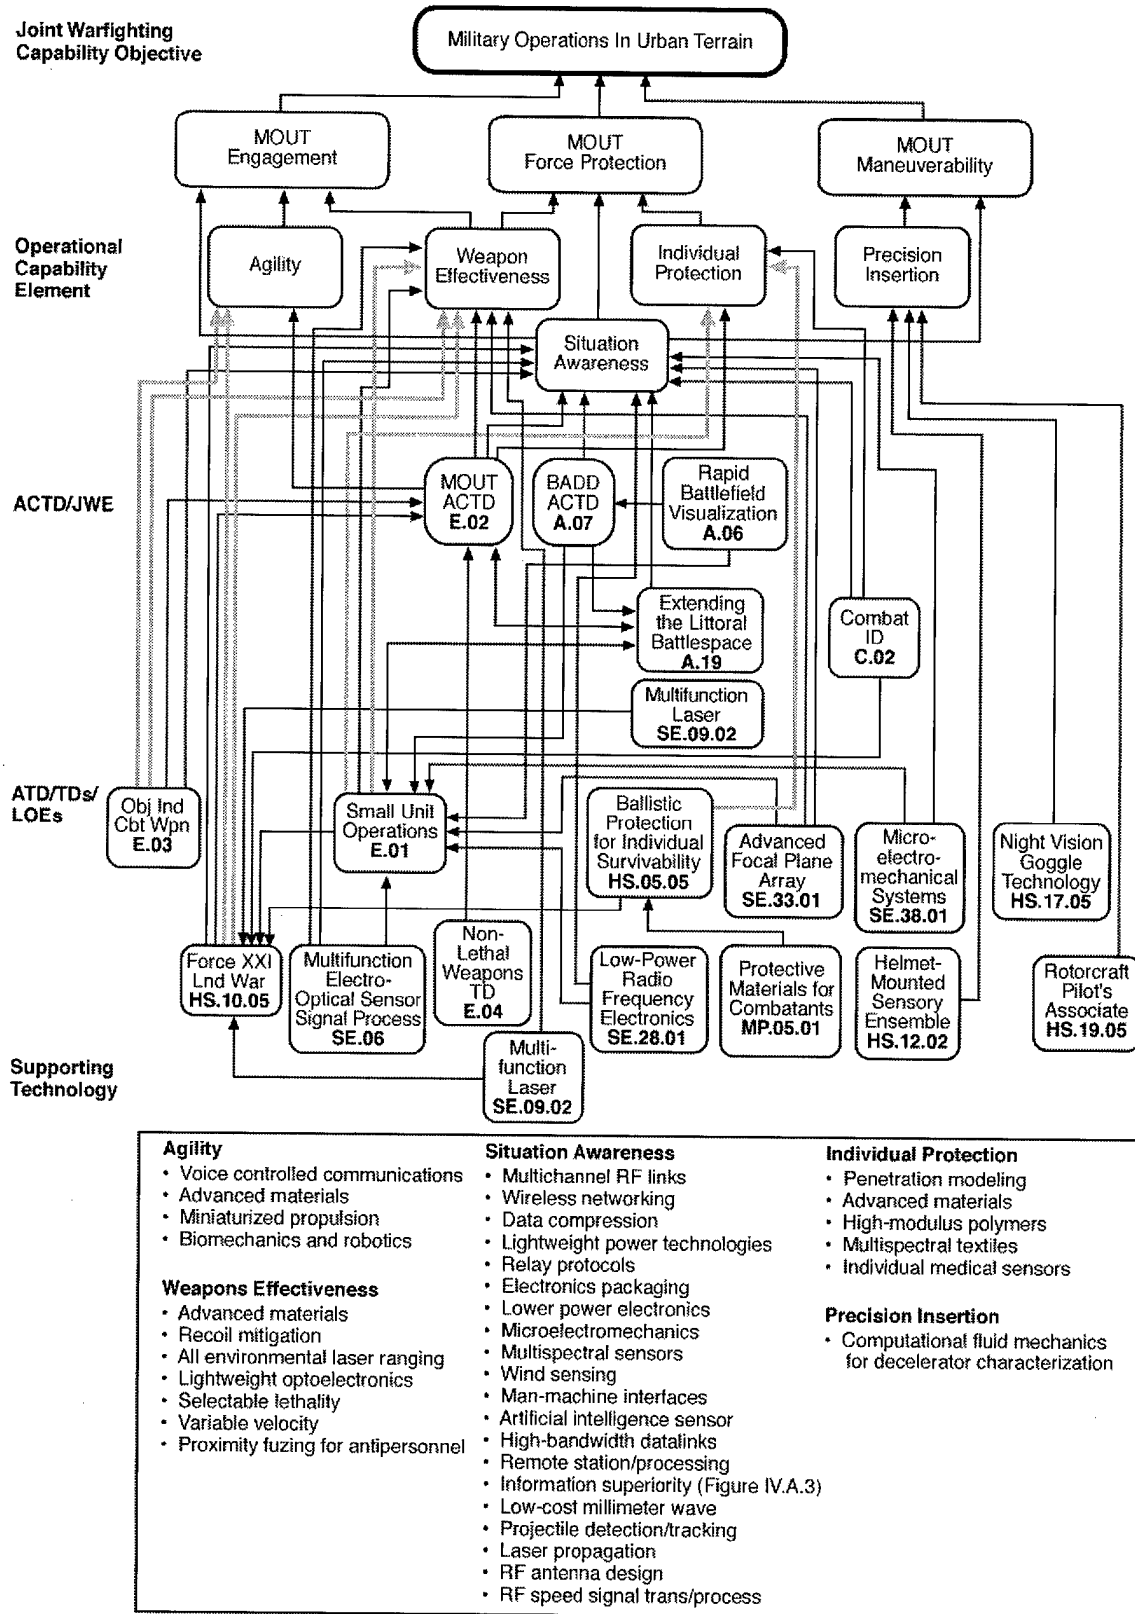 Joint Warfighting
Capability Objective
Military Operations In Urban Terrain
MOUT
Engagement
MOUT
Force Protection
MOUT
Maneuverability
Operational
Capability
Element
Agility
Weapon
Effectiveness
Individual
Protection
Precision
Insertion
Situation
Awareness
ACTD/JWE
MOUT
ACTD
E.02
BADD
ACTD
A.07
Rapid
Battlefield
Visualization
A.06
Extending
the Littoral
Battlespace
A.19
Combat
ID
C.02
Multifunction
Laser
SE.09.02
ATD/TDs/
LOEs
Obj Ind
Cbt Wpn
E.03
Small Unit
Operations
E.01
Ballistic
Protection
for Individual
Survivability
HS.05.05
Advanced
Focal Plane
Array
SE.33.01
Micro-
electro-
mechanical
Systems
SE.38.01
Night Vision
Goggle
Technology
HS.17.05
Force XXI
Lnd War
HS.10.05
Multifunction
Electro-
Optical Sensor
Signal Process
SE.06
Non-
Lethal
Weapons
TD
E.04
Low-Power
Radio
Frequency
Electronics
SE.28.01
Protective
Materials for
Combatants
MP.05.01
Helmet-
Mounted
Sensory
Ensemble
HS.12.02
Rotorcraft
Pilot's
Associate
HS.19.05
Supporting
Technology
Multi-
function
Laser
SE.09.02
Agility
• Voice controlled communications
• Advanced materials
• Miniaturized propulsion
• Biomechanics and robotics
Weapons Effectiveness
• Advanced materials
• Recoil mitigation
• All environmental laser ranging
• Lightweight optoelectronics
• Selectable lethality
• Variable velocity
• Proximity fuzing for antipersonnel
Situation Awareness
• Multichannel RF links
• Wireless networking
• Data compression
• Lightweight power technologies
• Relay protocols
• Electronics packaging
• Lower power electronics
• Microelectromechanics
• Multispectral sensors
• Wind sensing
• Man-machine interfaces
• Artificial intelligence sensor
• High-bandwidth datalinks
• Remote station/processing
• Information superiority (Figure IV.A.3)
• Low-cost millimeter wave
• Projectile detection/tracking
• Laser propagation
• RF antenna design
• RF speed signal trans/process
Individual Protection
• Penetration modeling
• Advanced materials
• High-modulus polymers
• Multispectral textiles
• Individual medical sensors
Precision Insertion
• Computational fluid mechanics
for decelerator characterization